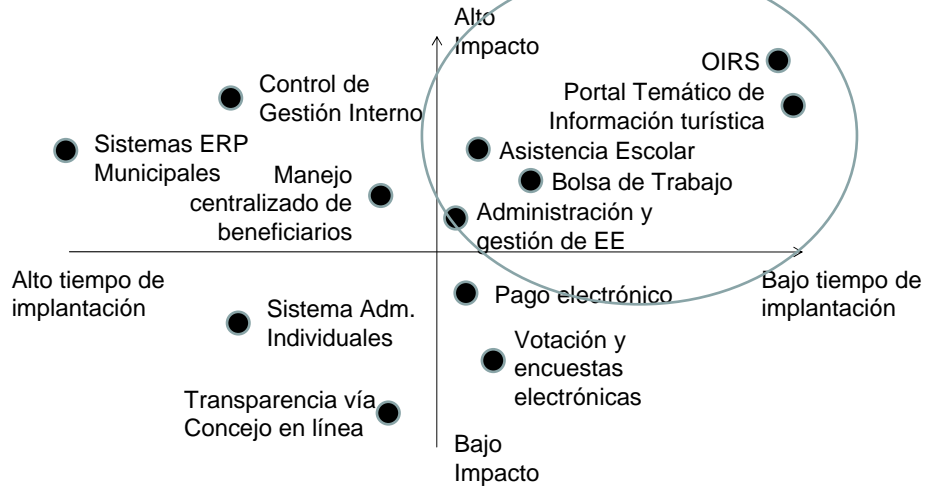 Alto
Impacto
OIRS
Portal Temático de
Información turística
Control de
Gestión Interno
Sistemas ERP
Municipales
Asistencia Escolar
Manejo
centralizado de
beneficiarios
Bolsa de Trabajo
Administración y
gestión de EE
Alto tiempo de
implantación
Bajo tiempo de
implantación
Pago electrónico
Sistema Adm.
Individuales
Votación y
encuestas
electrónicas
Transparencia vía
Concejo en línea
Bajo
Impacto